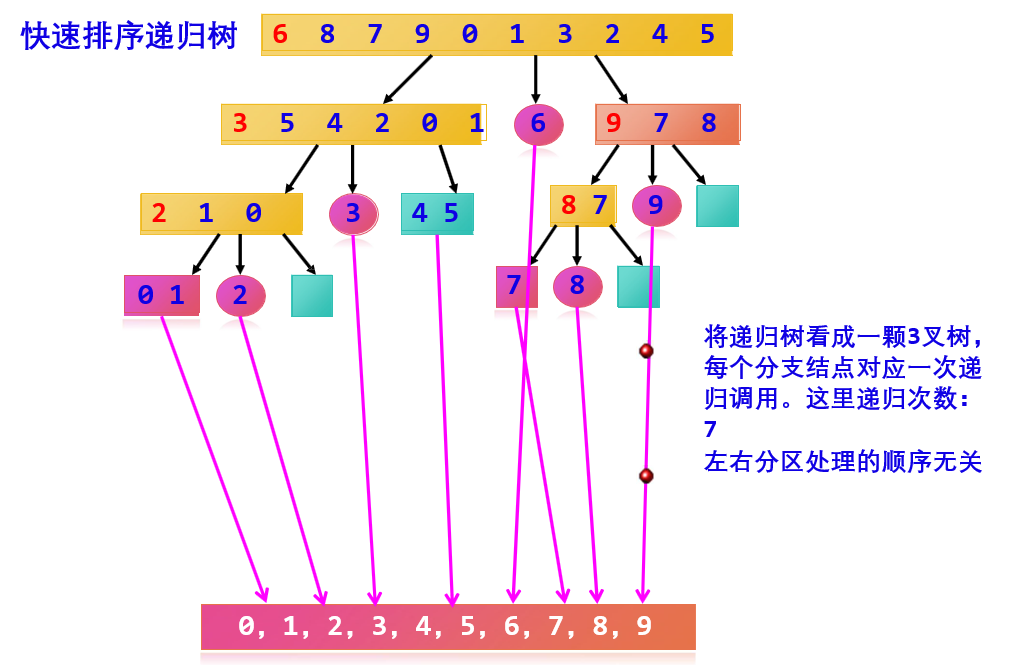 快速排序递归树
6 8 7 9 0 1 3 2 4 5
3 5 4 2 0 1
6
9 7 8
2 1 0
3
4 5
8 7
9
0 1
2
7
8
将递归树看成一颗3叉树，
每个分支结点对应一次递
归调用。这里递归次数：
7
左右分区处理的顺序无关
0, 1, 2, 3, 4, 5, 6, 7, 8, 9